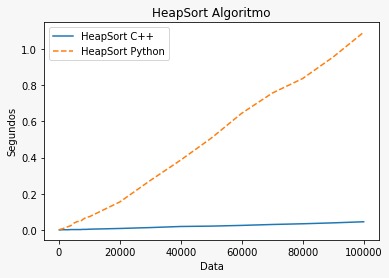 HeapSort Algoritmo
HeapSort C++
HeapSort Python
Segundos
1.0
0.8
0.6
0.4
0.2
0.0
0 20000 40000 60000 80000 100000
Data